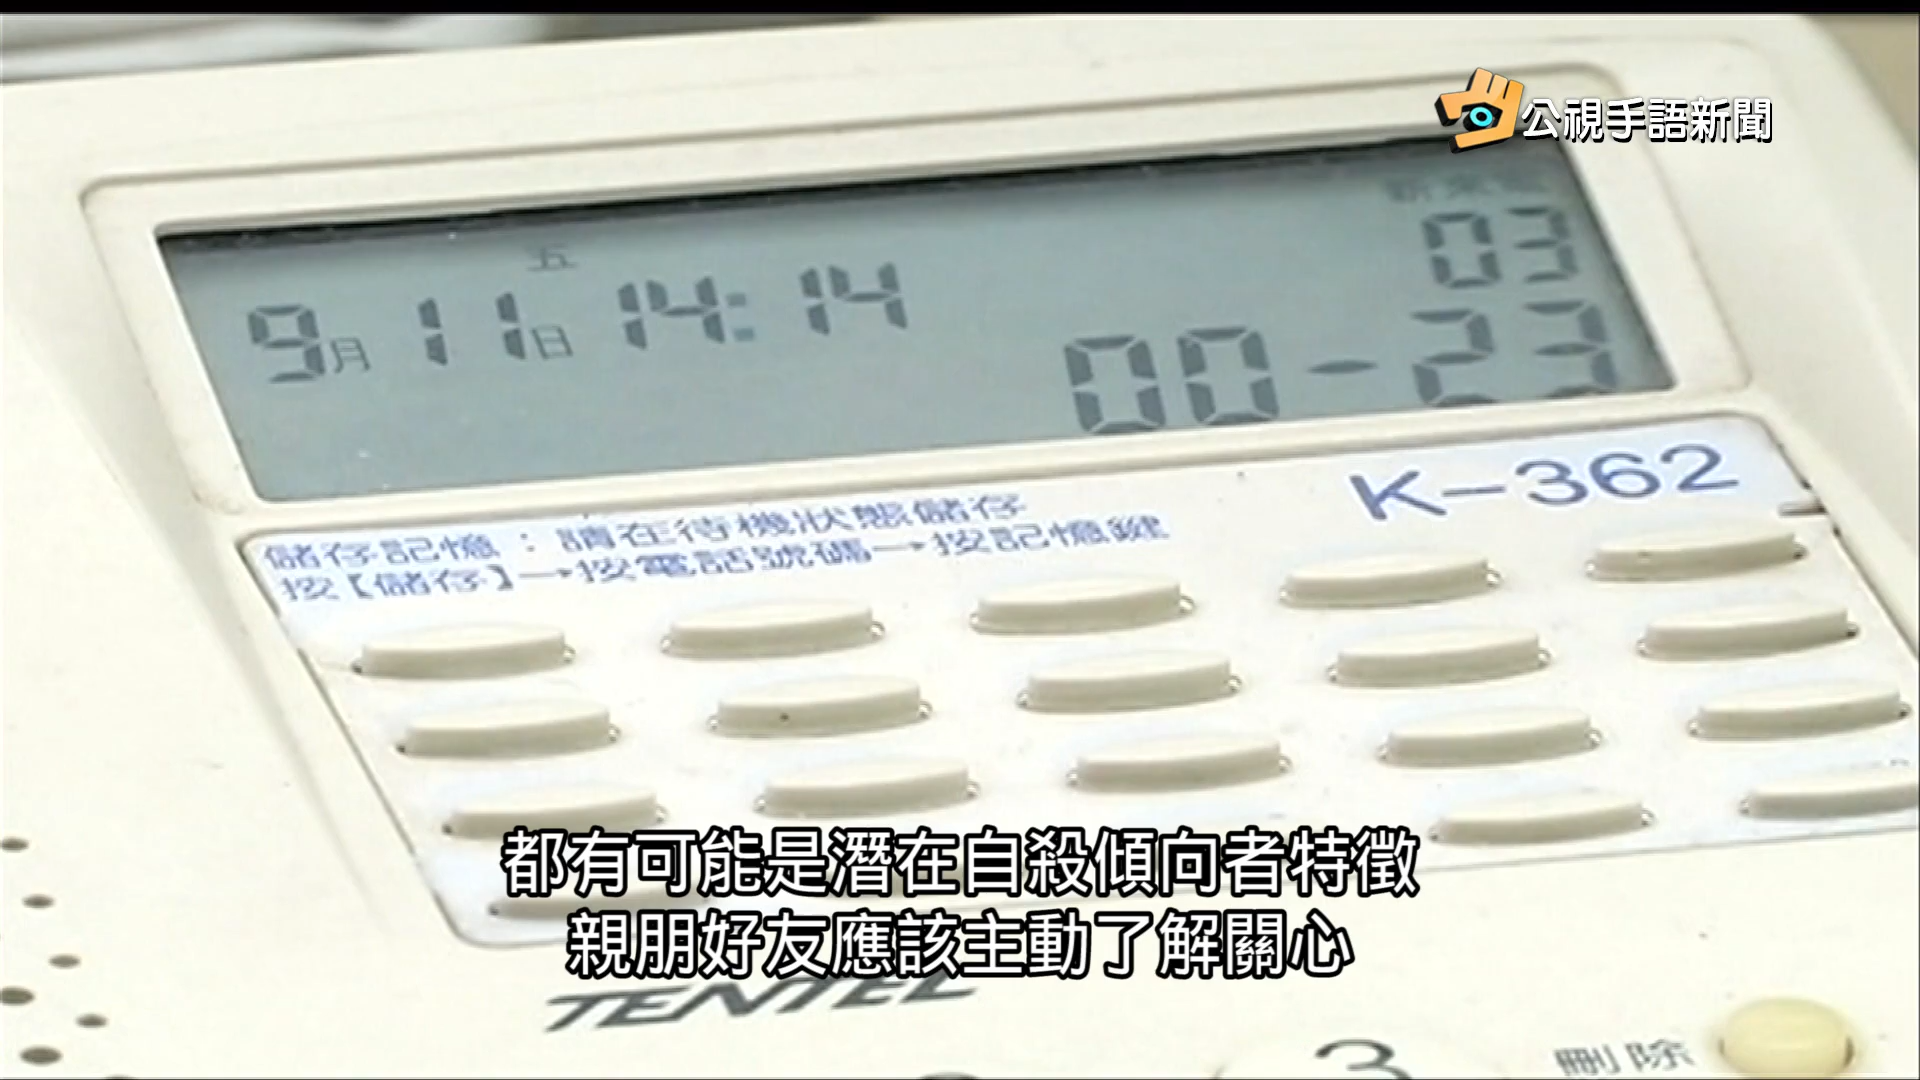 公視手語新聞
新來電
03
五
9月11日14:14
00-23
K-362
儲存記憶：請在待機狀態儲存
按【儲存】→按電話號碼→按記憶鍵
都有可能是潛在自殺傾向者特徵
親朋好友應該主動了解關心
TENTEL
3
刪除